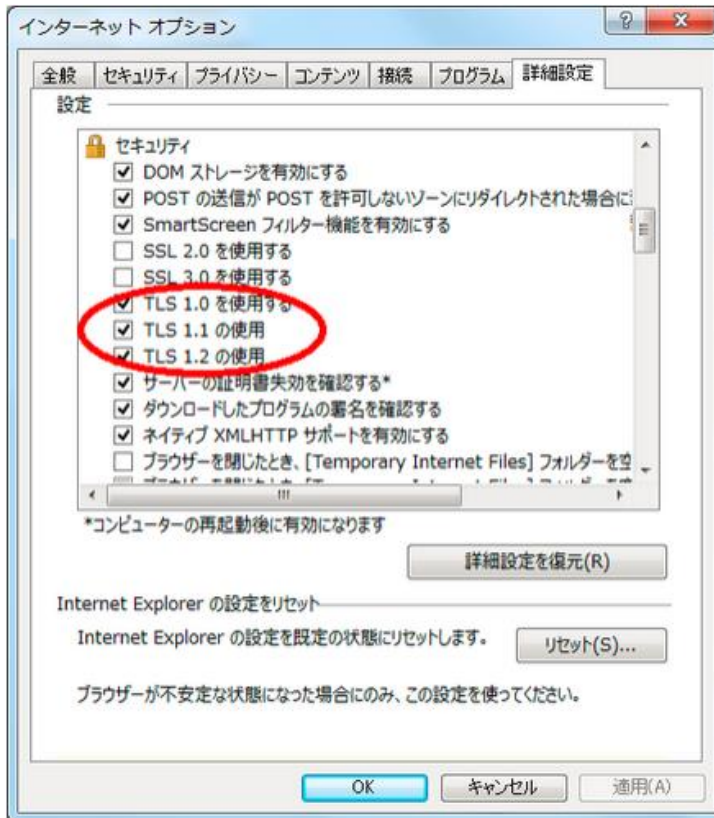 インターネット オプション
全般 セキュリティ プライバシー コンテンツ 接続 プログラム 詳細設定
設定
セキュリティ
DOM ストレージを有効にする
POST の送信が POST を許可しないゾーンにリダイレクトされた場合に
SmartScreen フィルター機能を有効にする
SSL 2.0 を使用する
SSL 3.0 を使用する
TLS 1.0 を使用する
TLS 1.1 の使用
TLS 1.2 の使用
サーバーの証明書失効を確認する*
ダウンロードしたプログラムの署名を確認する
ネイティブ XMLHTTP サポートを有効にする
ブラウザーを閉じたとき、[Temporary Internet Files] フォルダーを空
*コンピューターの再起動後に有効になります
詳細設定を復元(R)
Internet Explorer の設定をリセット
Internet Explorer の設定を既定の状態にリセットします。
リセット(S)...
ブラウザーが不安定な状態になった場合にのみ、この設定を使ってください。
OK キャンセル 適用(A)